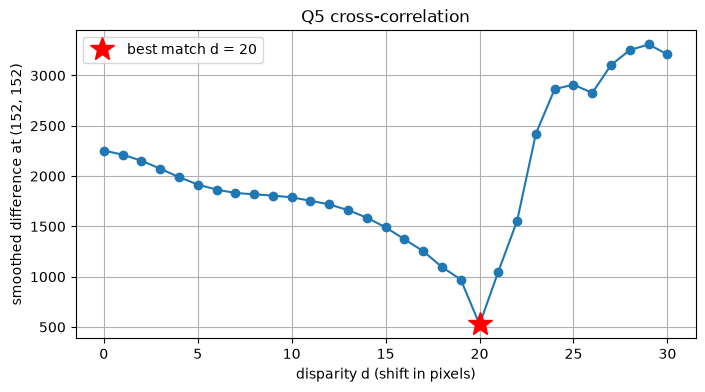 Q5 cross-correlation
best match d = 20
smoothed difference at (152, 152)
3000
2500
2000
1500
1000
500
0 5 10 15 20 25 30
disparity d (shift in pixels)